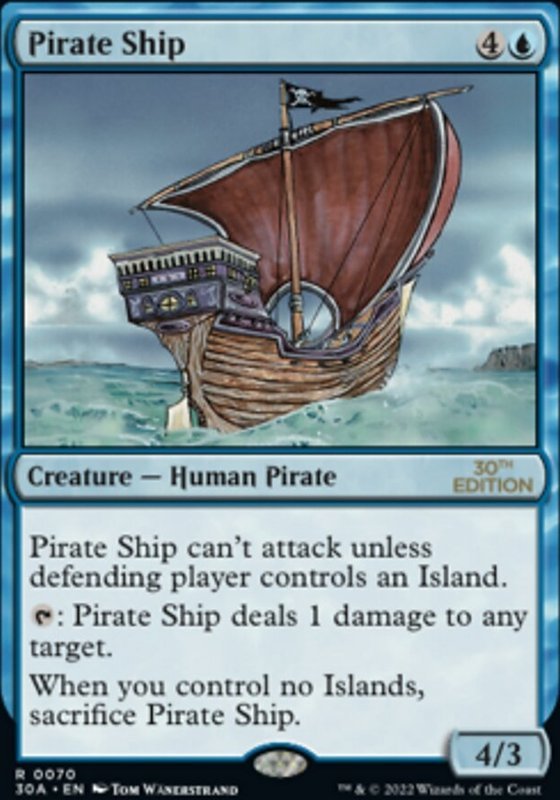 Pirate Ship 4
Creature — Human Pirate
30TH
EDITION
Pirate Ship can't attack unless
defending player controls an Island.
: Pirate Ship deals 1 damage to any
target.
When you control no Islands,
sacrifice Pirate Ship.
4/3
R 0070
30A • EN Tom Wänerstrand
™ & © 2022 Wizards of the Coast